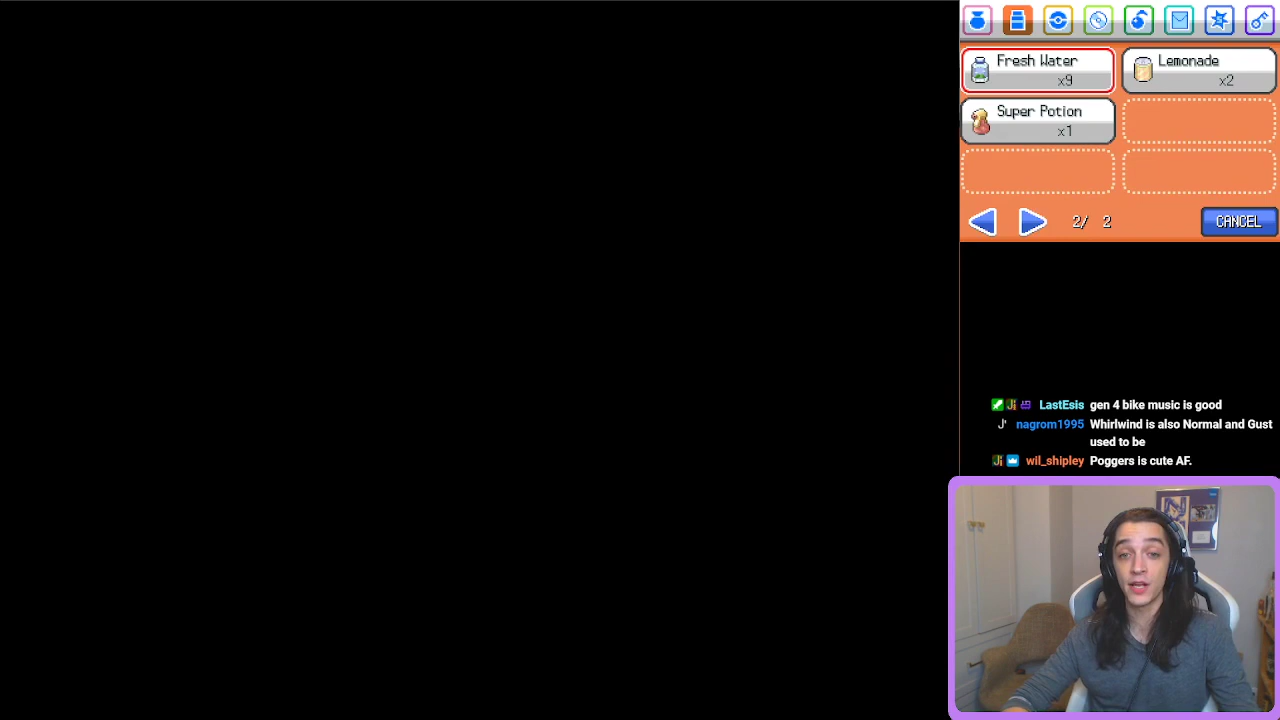 Fresh Water
x9
Lemonade
x2
Super Potion
x1
2/ 2
CANCEL
LastEsis gen 4 bike music is good
nagrom1995 Whirlwind is also Normal and Gust
used to be
wil_shipley Poggers is cute AF.